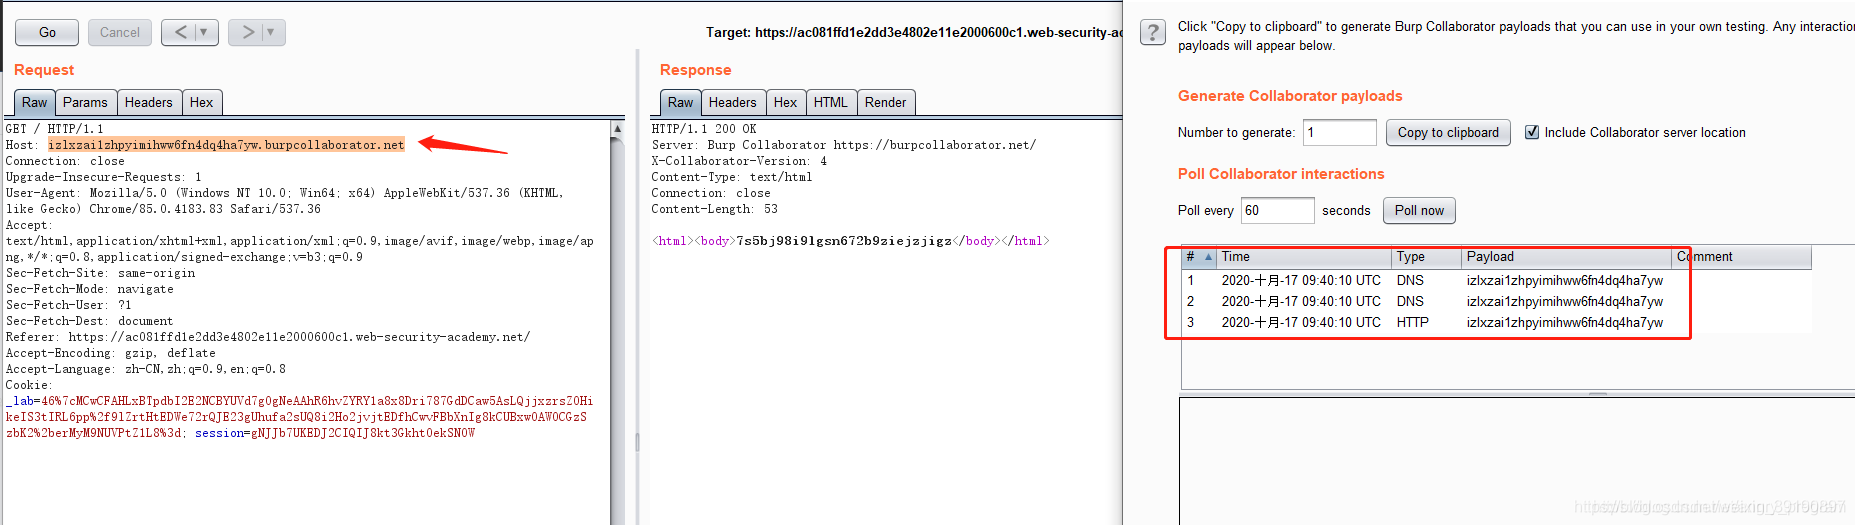 Go
Cancel
<
>
Target: https://ac081ffd1e2dd3e4802e11e2000600c1.web-security-ac
Request
Raw
Params
Headers
Hex
GET / HTTP/1.1
Host: izlxzai1zhpyimihww6fn4dq4ha7yw.burpcollaborator.net
Connection: close
Upgrade-Insecure-Requests: 1
User-Agent: Mozilla/5.0 (Windows NT 10.0; Win64; x64) AppleWebKit/537.36 (KHTML,
like Gecko) Chrome/85.0.4183.83 Safari/537.36
Accept:
text/html,application/xhtml+xml,application/xml;q=0.9,image/avif,image/webp,image/ap
ng,*/*;q=0.8,application/signed-exchange;v=b3;q=0.9
Sec-Fetch-Site: same-origin
Sec-Fetch-Mode: navigate
Sec-Fetch-User: ?1
Sec-Fetch-Dest: document
Referer: https://ac081ffd1e2dd3e4802e11e2000600c1.web-security-academy.net/
Accept-Encoding: gzip, deflate
Accept-Language: zh-CN,zh;q=0.9,en;q=0.8
Cookie:
_lab=46%7cMCwCFAHLxBTpdbI2E2NCBYUVd7g0gNeAAhR6hvZYRY1a8x8Dri787GdDCaw5AsLQjjxzrsZ0Hi
keIS3tIRL6pp%2f9lZrtHtEDWe72rQJE23gUhufa2sUQ8i2Ho2jvjtEDfhCwvFBbXnIg8kCUBxw0AW0CGzS
zbK2%2berMyM9NUVPtZ1L8%3d; session=gNJJb7UKEDJ2CIQIJ8kt3Gkht0ekSN0W
Response
Raw
Headers
Hex
HTML
Render
HTTP/1.1 200 OK
Server: Burp Collaborator https://burpcollaborator.net/
X-Collaborator-Version: 4
Content-Type: text/html
Connection: close
Content-Length: 53
<html><body>7s5bj98i9lgsn672b9ziejzjigz</body></html>
?
Click "Copy to clipboard" to generate Burp Collaborator payloads that you can use in your own testing. Any interaction
payloads will appear below.
Generate Collaborator payloads
Number to generate: 1
Copy to clipboard
Include Collaborator server location
Poll Collaborator interactions
Poll every 60 seconds
Poll now
# Time Type Payload Comment
1 2020-十月-17 09:40:10 UTC DNS izlxzai1zhpyimihww6fn4dq4ha7yw
2 2020-十月-17 09:40:10 UTC DNS izlxzai1zhpyimihww6fn4dq4ha7yw
3 2020-十月-17 09:40:10 UTC HTTP izlxzai1zhpyimihww6fn4dq4ha7yw